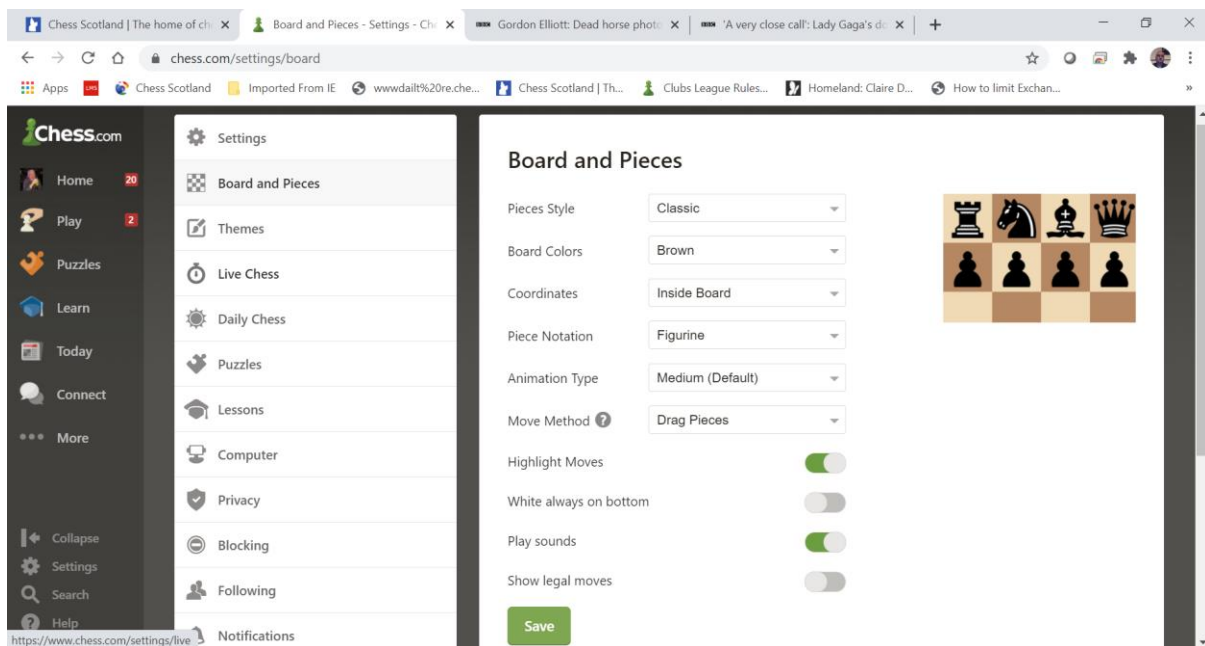 Chess Scotland | The home of ch
Board and Pieces - Settings - Che
Gordon Elliott: Dead horse photo
'A very close call': Lady Gaga's do
chess.com/settings/board
Apps
LMS
Chess Scotland
Imported From IE
wwwdailt%20re.che...
Chess Scotland | Th...
Clubs League Rules...
Homeland: Claire D...
How to limit Exchan...
»
Chess.com
Home 20
Play 2
Puzzles
Learn
Today
Connect
More
Collapse
Settings
Search
Help
https://www.chess.com/settings/live
Settings
Board and Pieces
Themes
Live Chess
Daily Chess
Puzzles
Lessons
Computer
Privacy
Blocking
Following
Notifications
Board and Pieces
Pieces Style Classic
Board Colors Brown
Coordinates Inside Board
Piece Notation Figurine
Animation Type Medium (Default)
Move Method ? Drag Pieces
Highlight Moves
White always on bottom
Play sounds
Show legal moves
Save